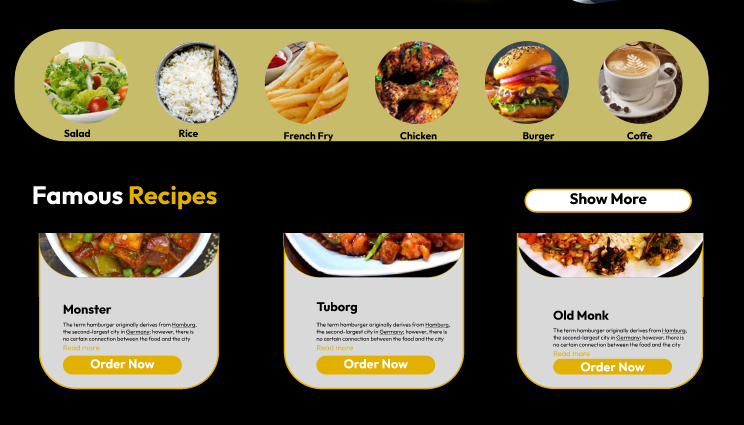 Salad
Rice
French Fry
Chicken
Burger
Coffe
Famous Recipes
Show More
Monster
The term hamburger originally derives from Hamburg,
the second-largest city in Germany; however, there is
no certain connection between the food and the city
Read more
Order Now
Tuborg
The term hamburger originally derives from Hamburg,
the second-largest city in Germany; however, there is
no certain connection between the food and the city
Read more
Order Now
Old Monk
The term hamburger originally derives from Hamburg,
the second-largest city in Germany; however, there is
no certain connection between the food and the city
Read more
Order Now